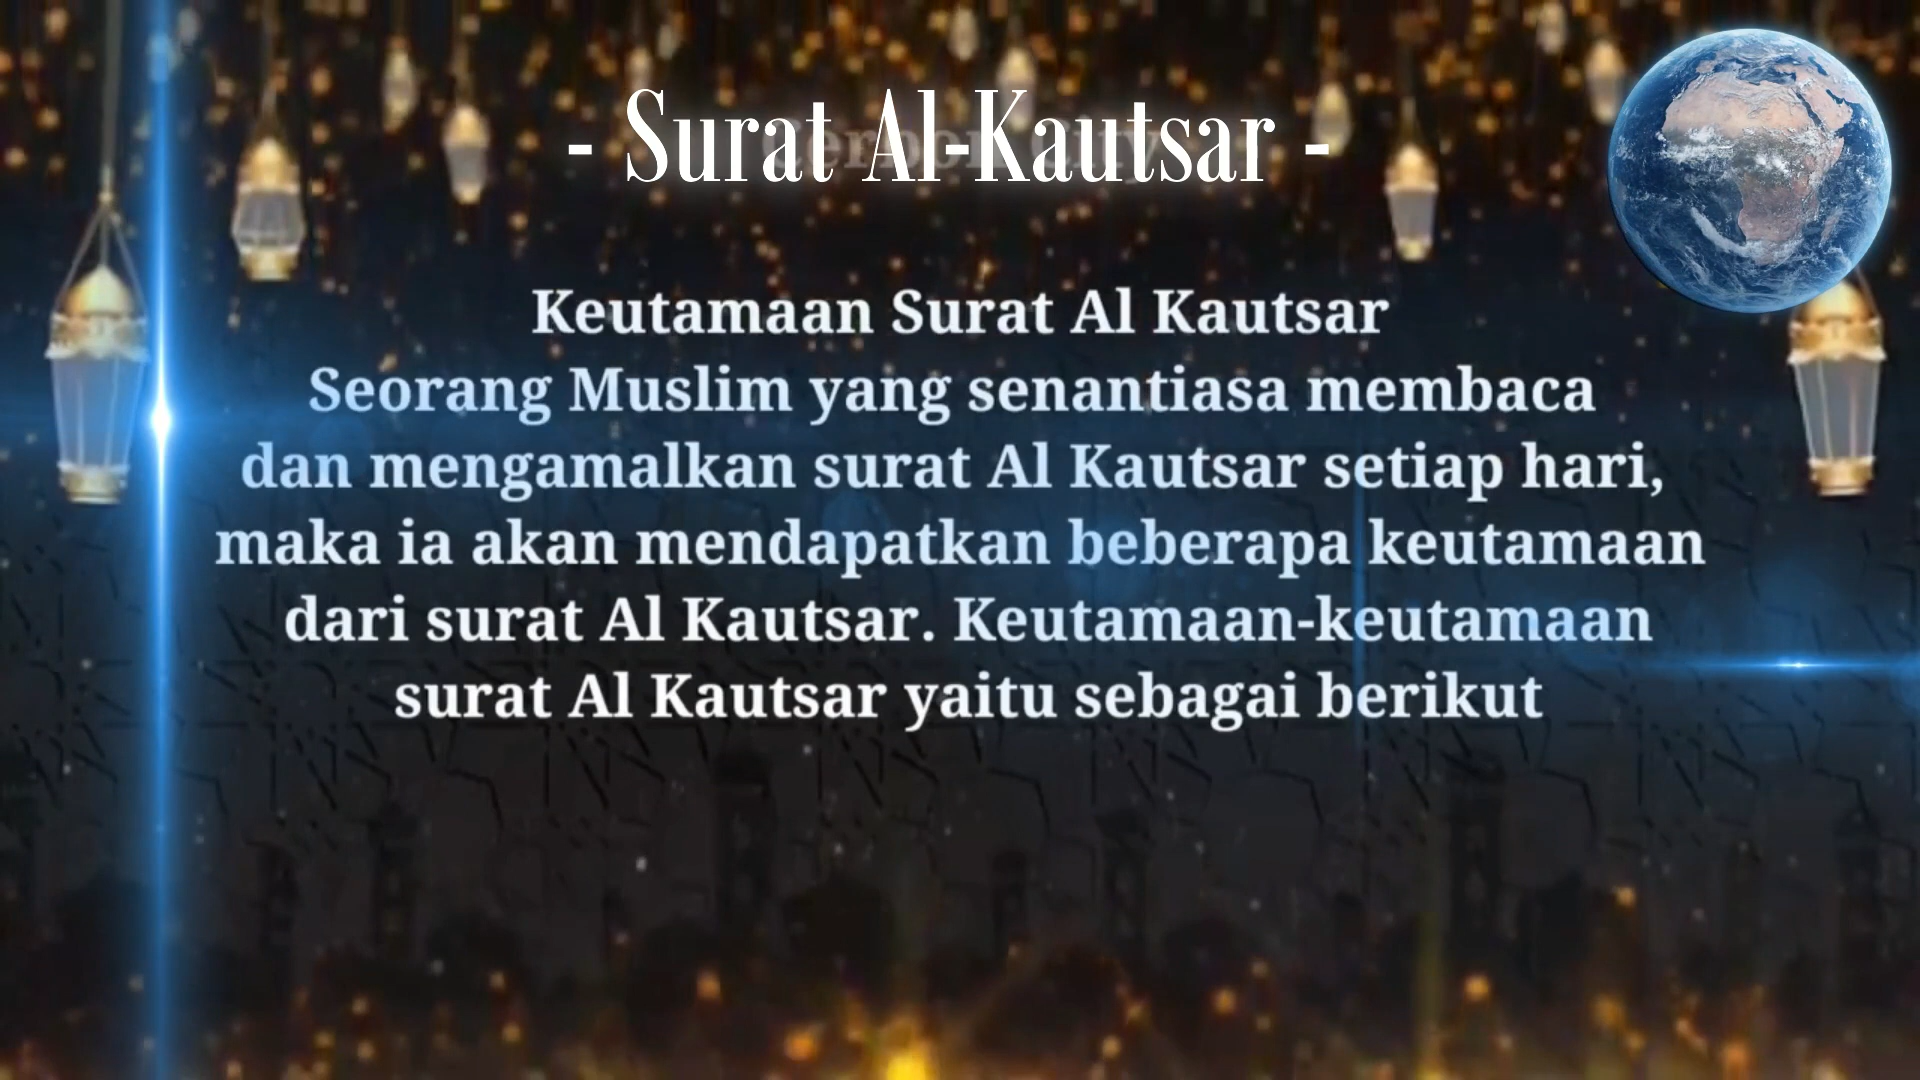 - Surat Al-Kautsar -
Keutamaan Surat Al Kautsar
Seorang Muslim yang senantiasa membaca
dan mengamalkan surat Al Kautsar setiap hari,
maka ia akan mendapatkan beberapa keutamaan
dari surat Al Kautsar. Keutamaan-keutamaan
surat Al Kautsar yaitu sebagai berikut